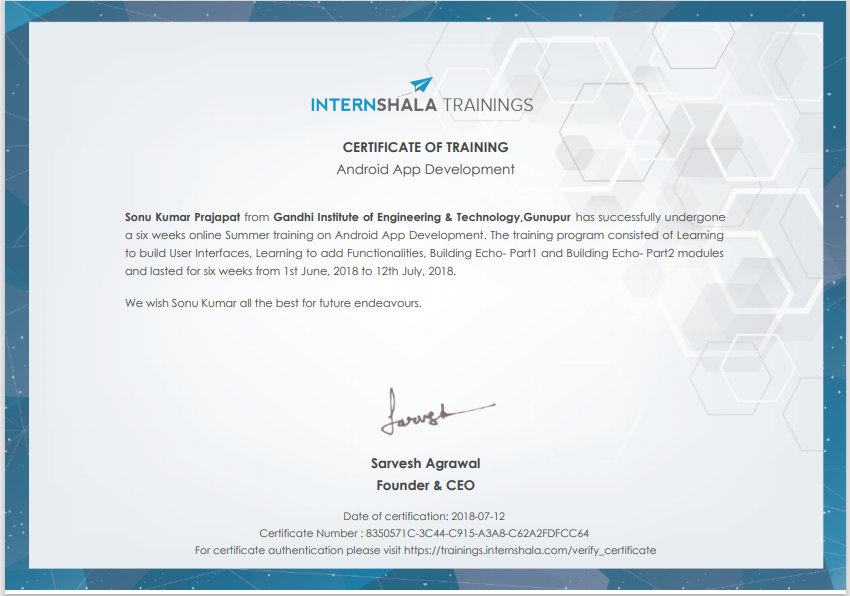 INTERNSHALA TRAININGS
CERTIFICATE OF TRAINING
Android App Development
Sonu Kumar Prajapat from Gandhi Institute of Engineering & Technology,Gunupur has successfully undergone
a six weeks online Summer training on Android App Development. The training program consisted of Learning
to build User Interfaces, Learning to add Functionalities, Building Echo- Part1 and Building Echo- Part2 modules
and lasted for six weeks from 1st June, 2018 to 12th July, 2018.
We wish Sonu Kumar all the best for future endeavours.
Sarvesh
Sarvesh Agrawal
Founder & CEO
Date of certification: 2018-07-12
Certificate Number : 8350571C-3C44-C915-A3A8-C62A2FDFCC64
For certificate authentication please visit https://trainings.internshala.com/verify_certificate